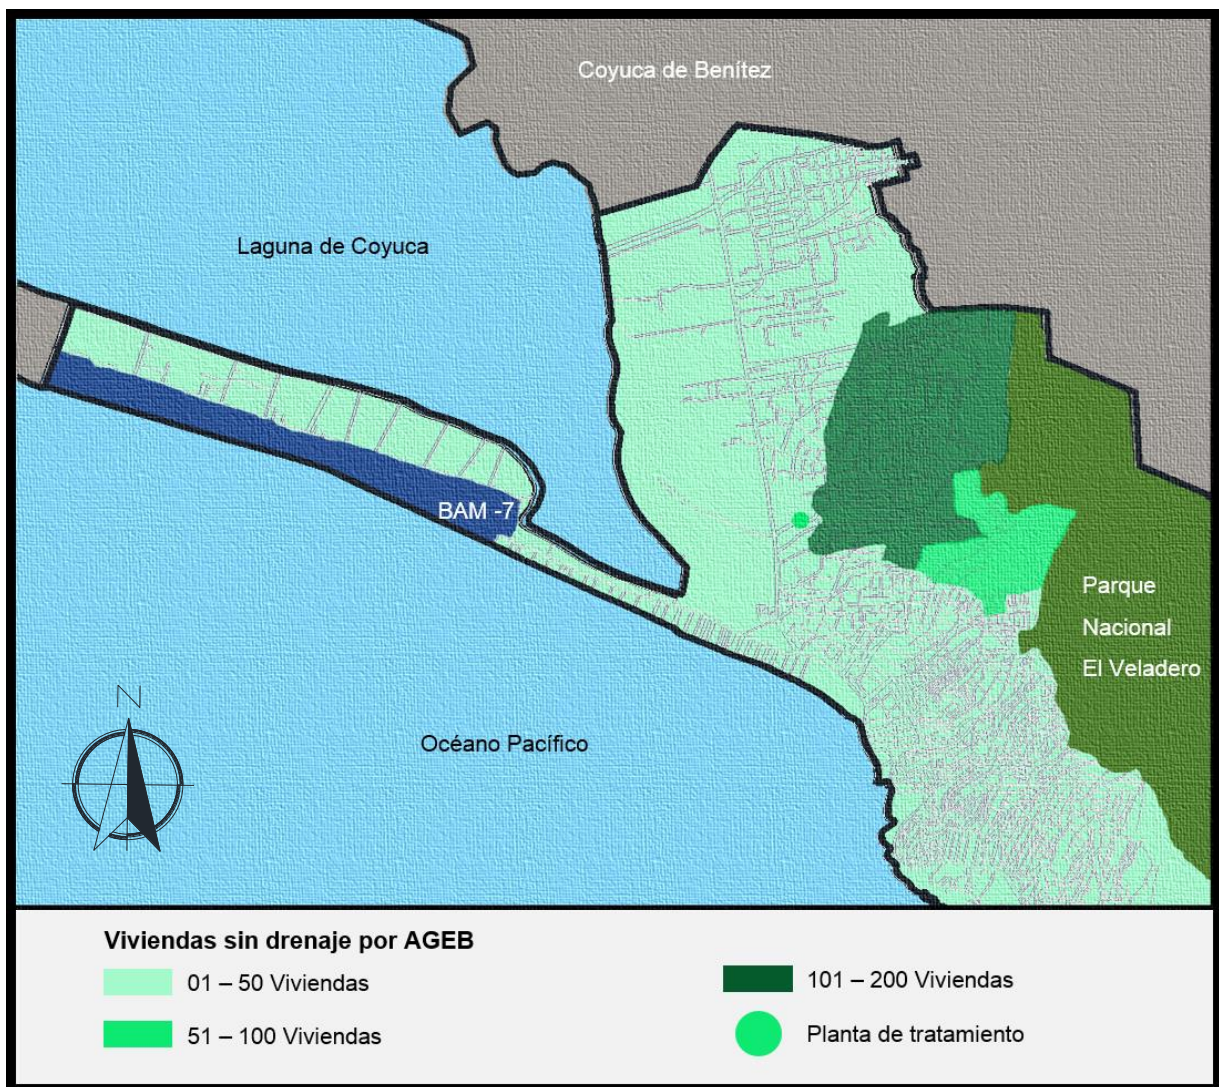 Coyuca de Benítez
Laguna de Coyuca
BAM -7
Parque
Nacional
El Veladero
N
Océano Pacífico
Viviendas sin drenaje por AGEB
01 – 50 Viviendas
51 – 100 Viviendas
101 – 200 Viviendas
Planta de tratamiento